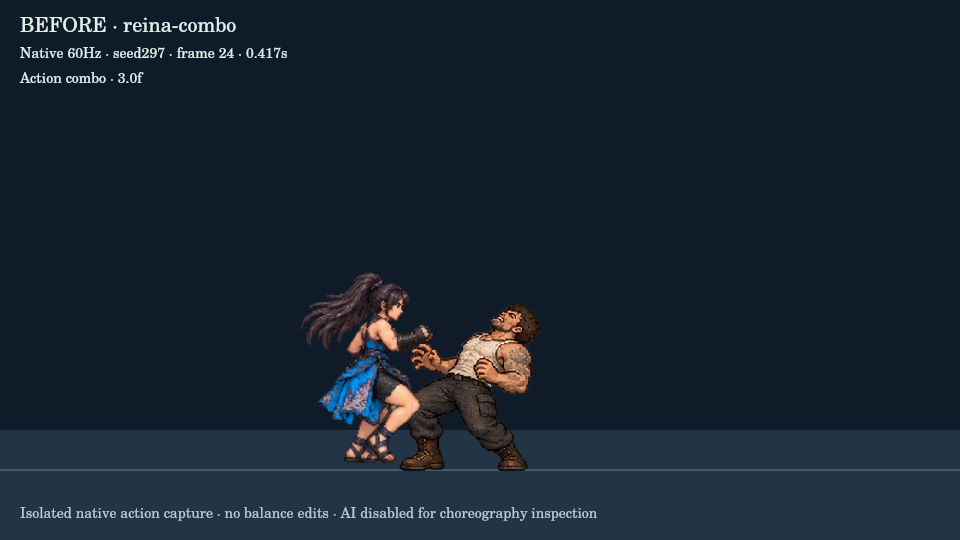 BEFORE · reina-combo
Native 60Hz · seed297 · frame 24 · 0.417s
Action combo · 3.0f
Isolated native action capture · no balance edits · AI disabled for choreography inspection